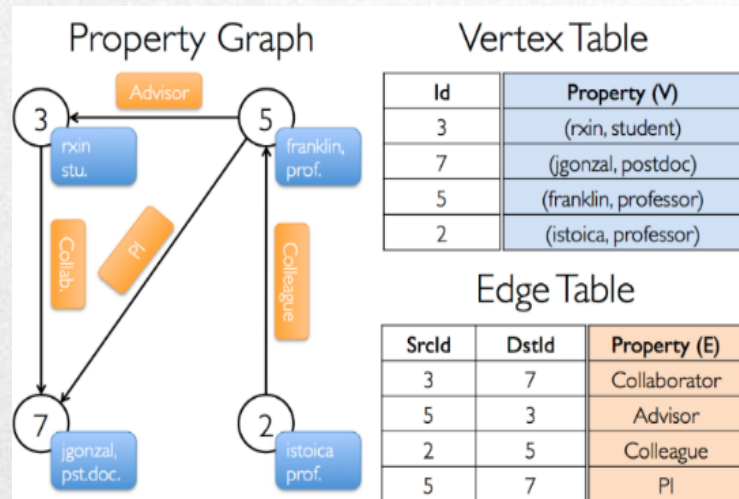 Property Graph
Advisor
3
5
rxin
stu.
franklin,
prof.
Collab.
PI
Colleague
7
2
jgonzal,
pst.doc.
istoica
prof.
Vertex Table
Id Property (V)
3 (rxin, student)
7 (jgonzal, postdoc)
5 (franklin, professor)
2 (istoica, professor)
Edge Table
SrcId DstId Property (E)
3 7 Collaborator
5 3 Advisor
2 5 Colleague
5 7 PI